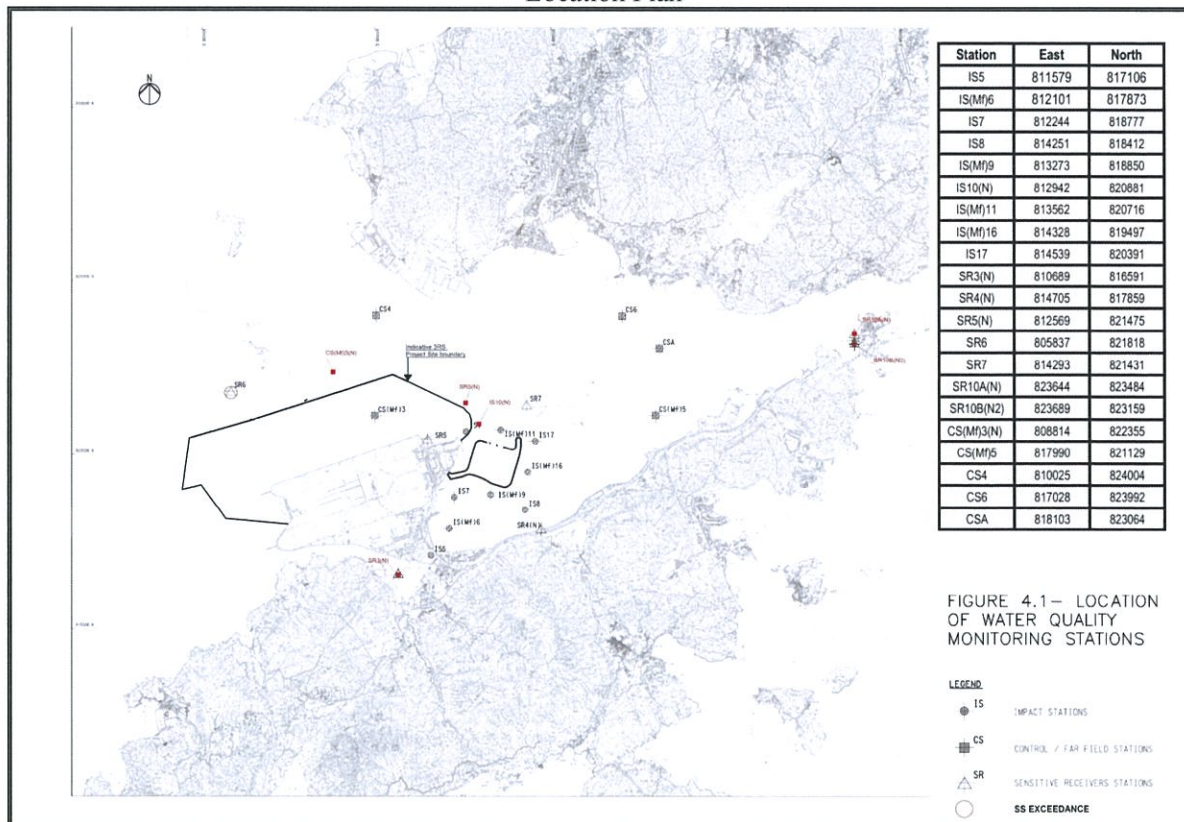 Location Plan
N
Station East North
IS5 811579 817106
IS(Mf)6 812101 817873
IS7 812244 818777
IS8 814251 818412
IS(Mf)9 813273 818850
IS10(N) 812942 820881
IS(Mf)11 813562 820716
IS(Mf)16 814328 819497
IS17 814539 820391
SR3(N) 810689 816591
SR4(N) 814705 817859
SR5(N) 812569 821475
SR6 805837 821818
SR7 814293 821431
SR10A(N) 823644 823484
SR10B(N2) 823689 823159
CS(Mf)3(N) 808814 822355
CS(Mf)5 817990 821129
CS4 810025 824004
CS6 817028 823992
CSA 818103 823064
CS4
CS6
CSA
SR10A(N)
SR10B(N2)
Indicative 3RS
Project Site boundary
CS(Mf)3(N)
SR6
SR5(N)
SR7
IS10(N)
CS(Mf)3
CS(Mf)5
SR5
IS(Mf)11
IS17
IS(Mf)16
IS7
IS(Mf)9
IS8
IS(Mf)6
SR4(N)
IS5
SR3(N)
FIGURE 4.1– LOCATION
OF WATER QUALITY
MONITORING STATIONS
LEGEND
IS IMPACT STATIONS
CS CONTROL / FAR FIELD STATIONS
SR SENSITIVE RECEIVERS STATIONS
SS EXCEEDANCE